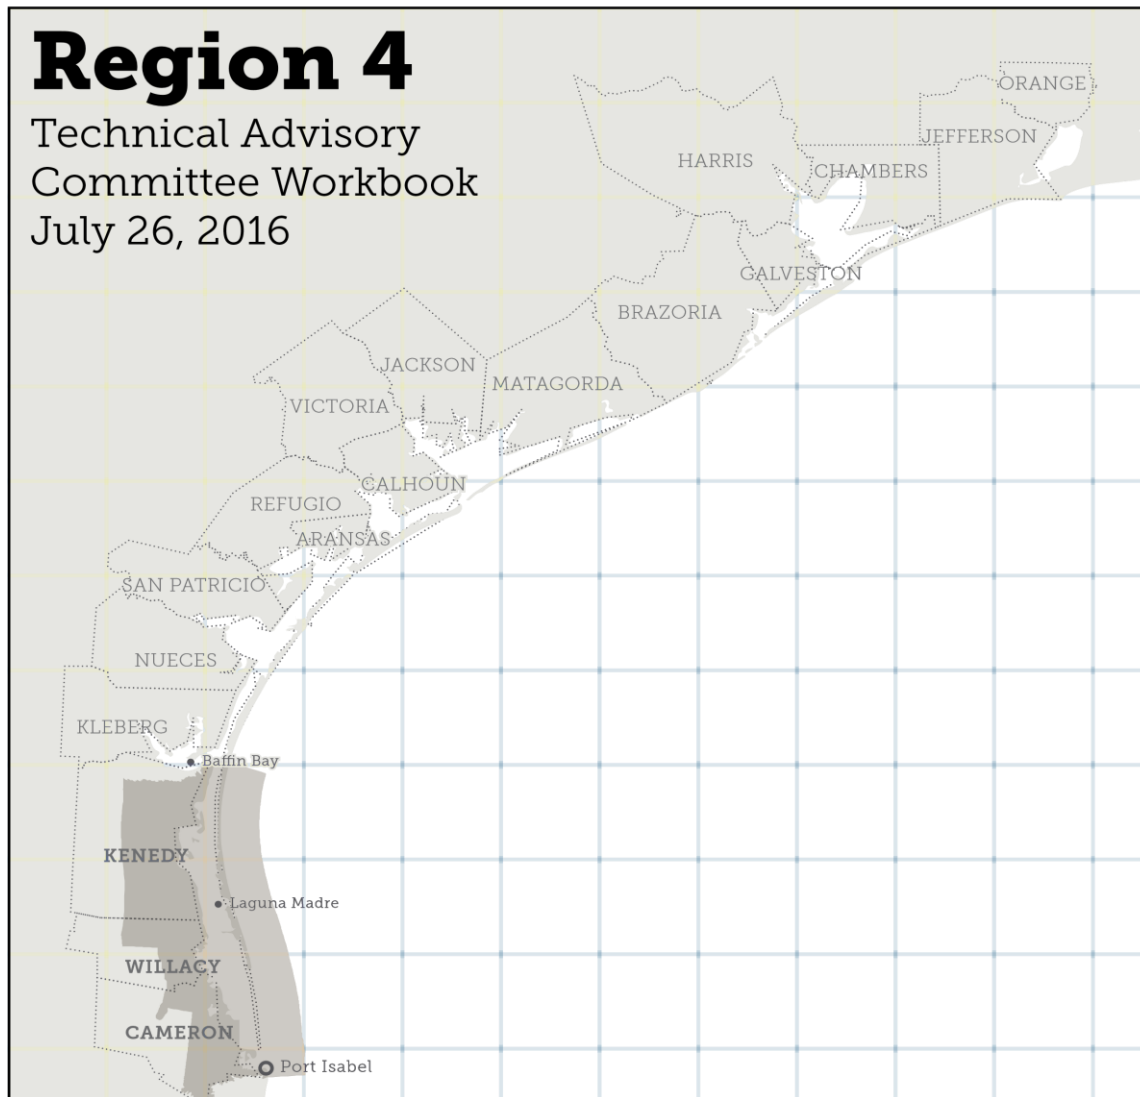 Region 4
Technical Advisory
Committee Workbook
July 26, 2016
ORANGE
JEFFERSON
HARRIS
CHAMBERS
GALVESTON
BRAZORIA
JACKSON
MATAGORDA
VICTORIA
CALHOUN
REFUGIO
ARANSAS
SAN PATRICIO
NUECES
KLEBERG
Baffin Bay
KENEDY
Laguna Madre
WILLACY
CAMERON
Port Isabel